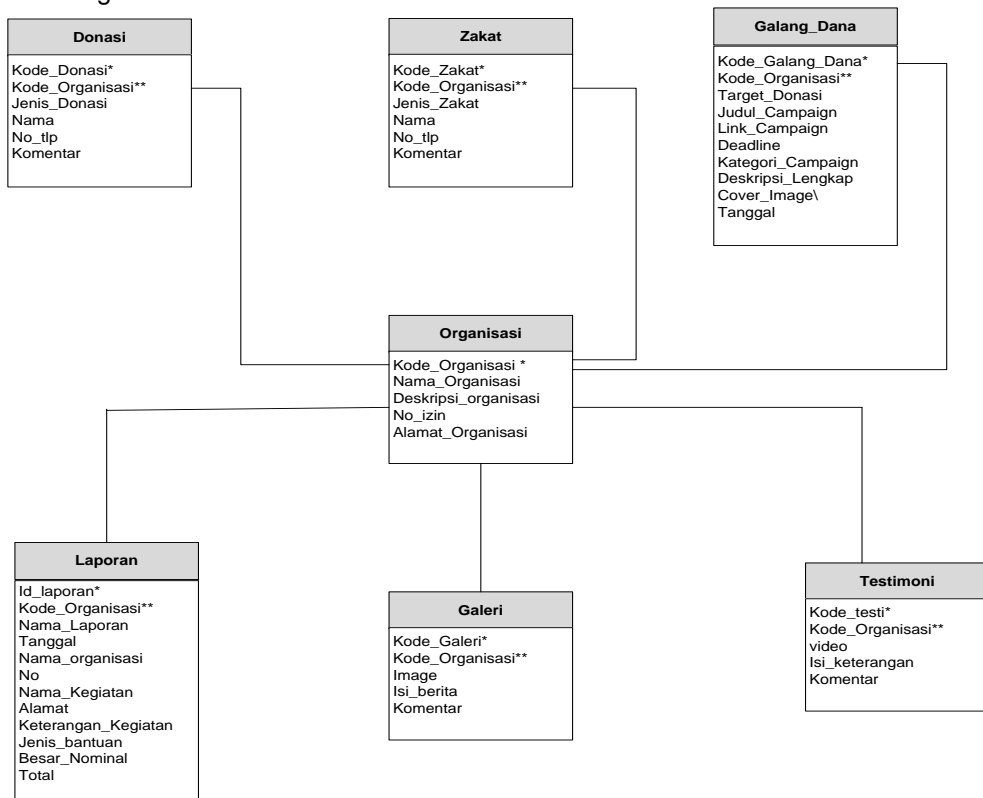 Donasi
Kode_Donasi*
Kode_Organisasi**
Jenis_Donasi
Nama
No_tlp
Komentar
Zakat
Kode_Zakat*
Kode_Organisasi**
Jenis_Zakat
Nama
No_tlp
Komentar
Galang_Dana
Kode_Galang_Dana*
Kode_Organisasi**
Target_Donasi
Judul_Campaign
Link_Campaign
Deadline
Kategori_Campaign
Deskripsi_Lengkap
Cover_Image\
Tanggal
Organisasi
Kode_Organisasi *
Nama_Organisasi
Deskripsi_organisasi
No_izin
Alamat_Organisasi
Laporan
Id_laporan*
Kode_Organisasi**
Nama_Laporan
Tanggal
Nama_organisasi
No
Nama_Kegiatan
Alamat
Keterangan_Kegiatan
Jenis_bantuan
Besar_Nominal
Total
Galeri
Kode_Galeri*
Kode_Organisasi**
Image
Isi_berita
Komentar
Testimoni
Kode_testi*
Kode_Organisasi**
video
Isi_keterangan
Komentar